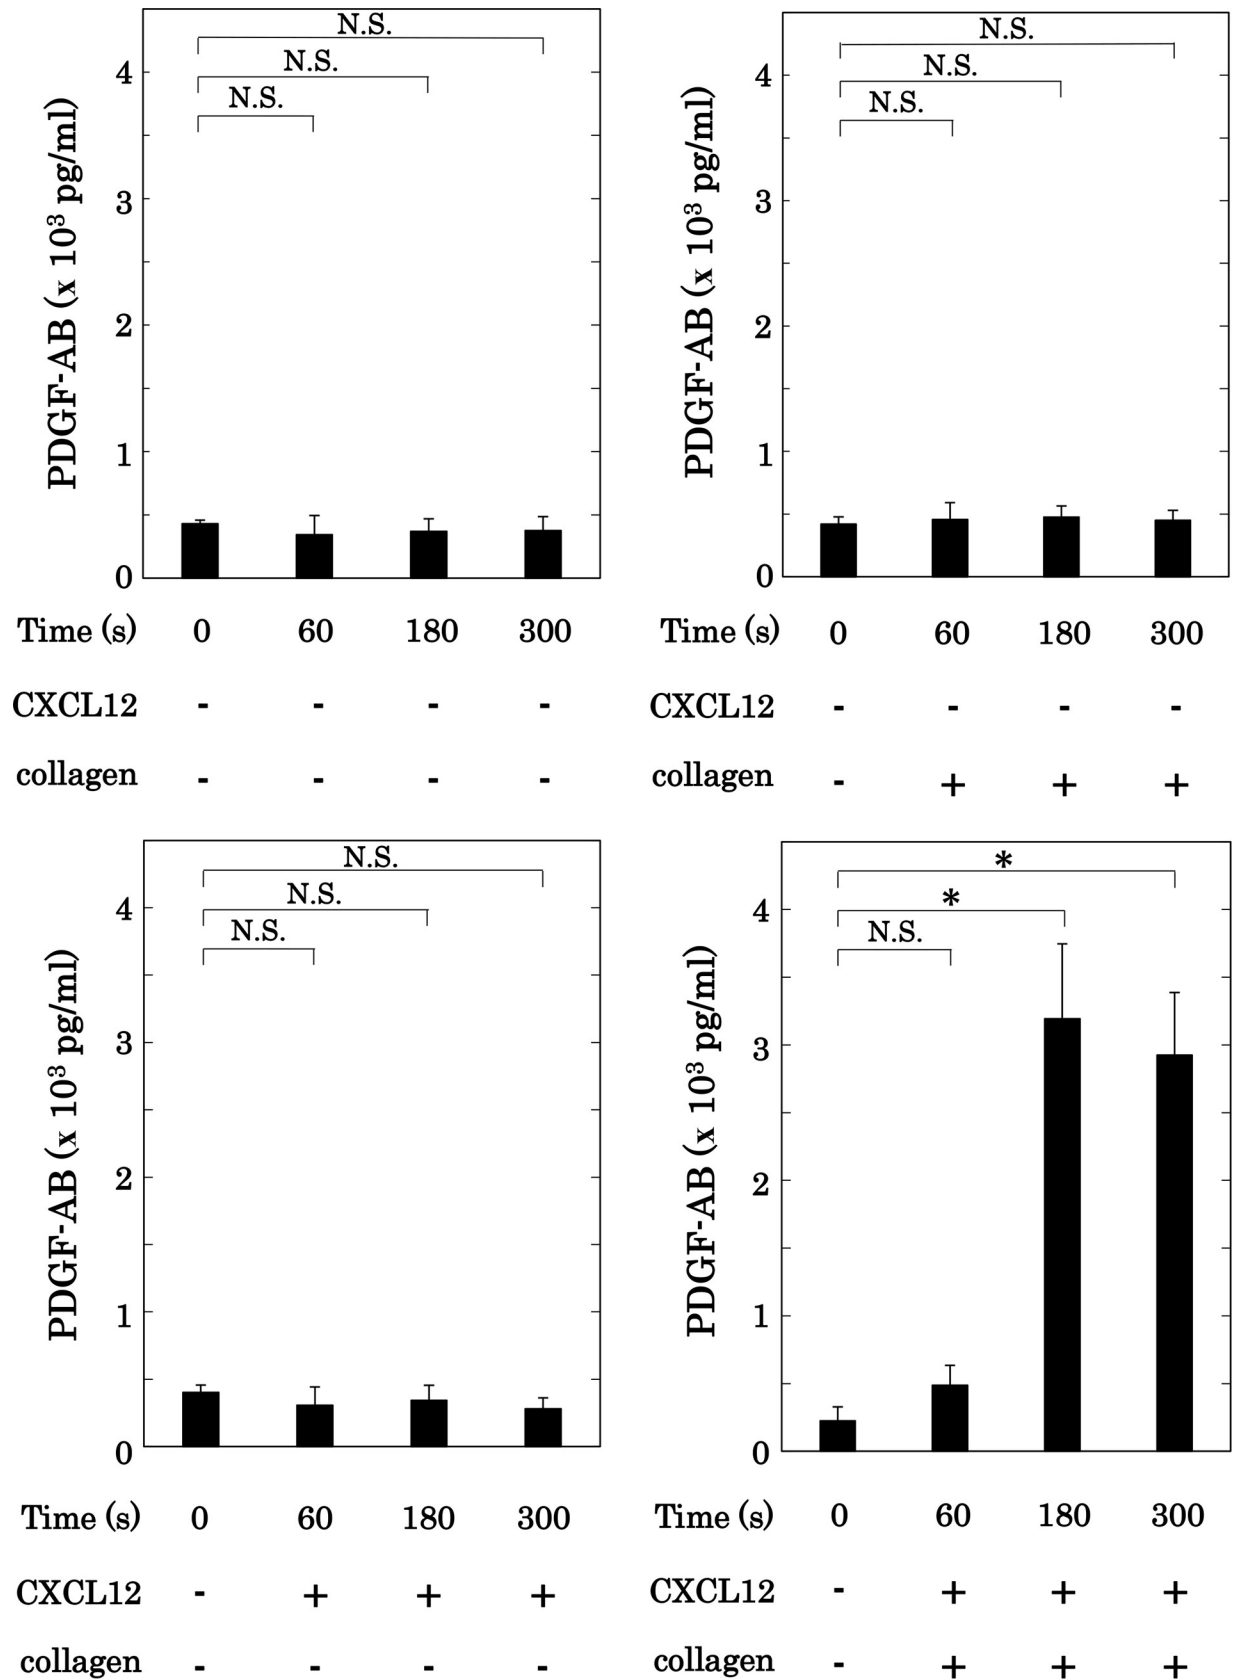 N.S.
N.S.
N.S.
4
3
2
1
0
PDGF-AB (x 10³ pg/ml)
Time (s) 0 60 180 300
CXCL12 - - - -
collagen - - - -
N.S.
N.S.
N.S.
4
3
2
1
0
PDGF-AB (x 10³ pg/ml)
Time (s) 0 60 180 300
CXCL12 - - - -
collagen - + + +
N.S.
N.S.
N.S.
4
3
2
1
0
PDGF-AB (x 10³ pg/ml)
Time (s) 0 60 180 300
CXCL12 - + + +
collagen - - - -
*
*
N.S.
4
3
2
1
0
PDGF-AB (x 10³ pg/ml)
Time (s) 0 60 180 300
CXCL12 - + + +
collagen - + + +